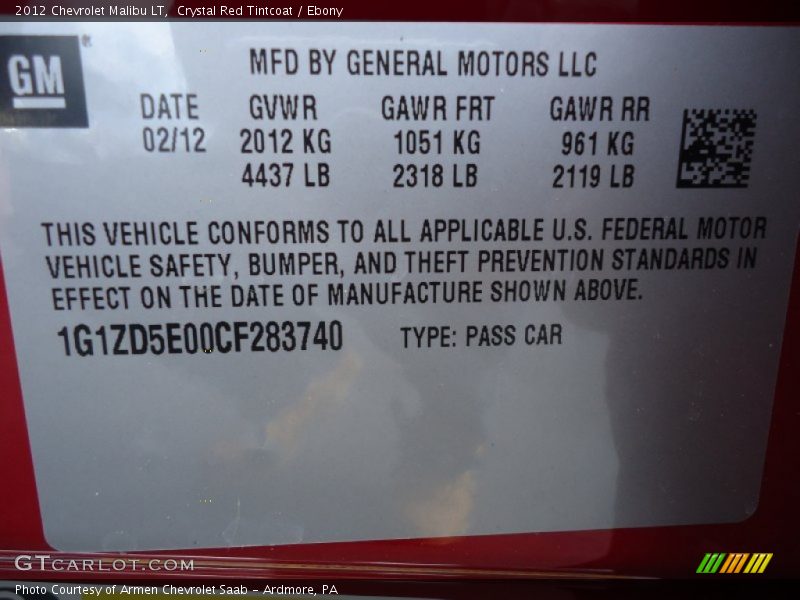 2012 Chevrolet Malibu LT, Crystal Red Tintcoat / Ebony
GM
MFD BY GENERAL MOTORS LLC
DATE GVWR GAWR FRT GAWR RR
02/12 2012 KG 1051 KG 961 KG
4437 LB 2318 LB 2119 LB
THIS VEHICLE CONFORMS TO ALL APPLICABLE U.S. FEDERAL MOTOR
VEHICLE SAFETY, BUMPER, AND THEFT PREVENTION STANDARDS IN
EFFECT ON THE DATE OF MANUFACTURE SHOWN ABOVE.
1G1ZD5E00CF283740 TYPE: PASS CAR
GTCARLOT.COM
Photo Courtesy of Armen Chevrolet Saab - Ardmore, PA